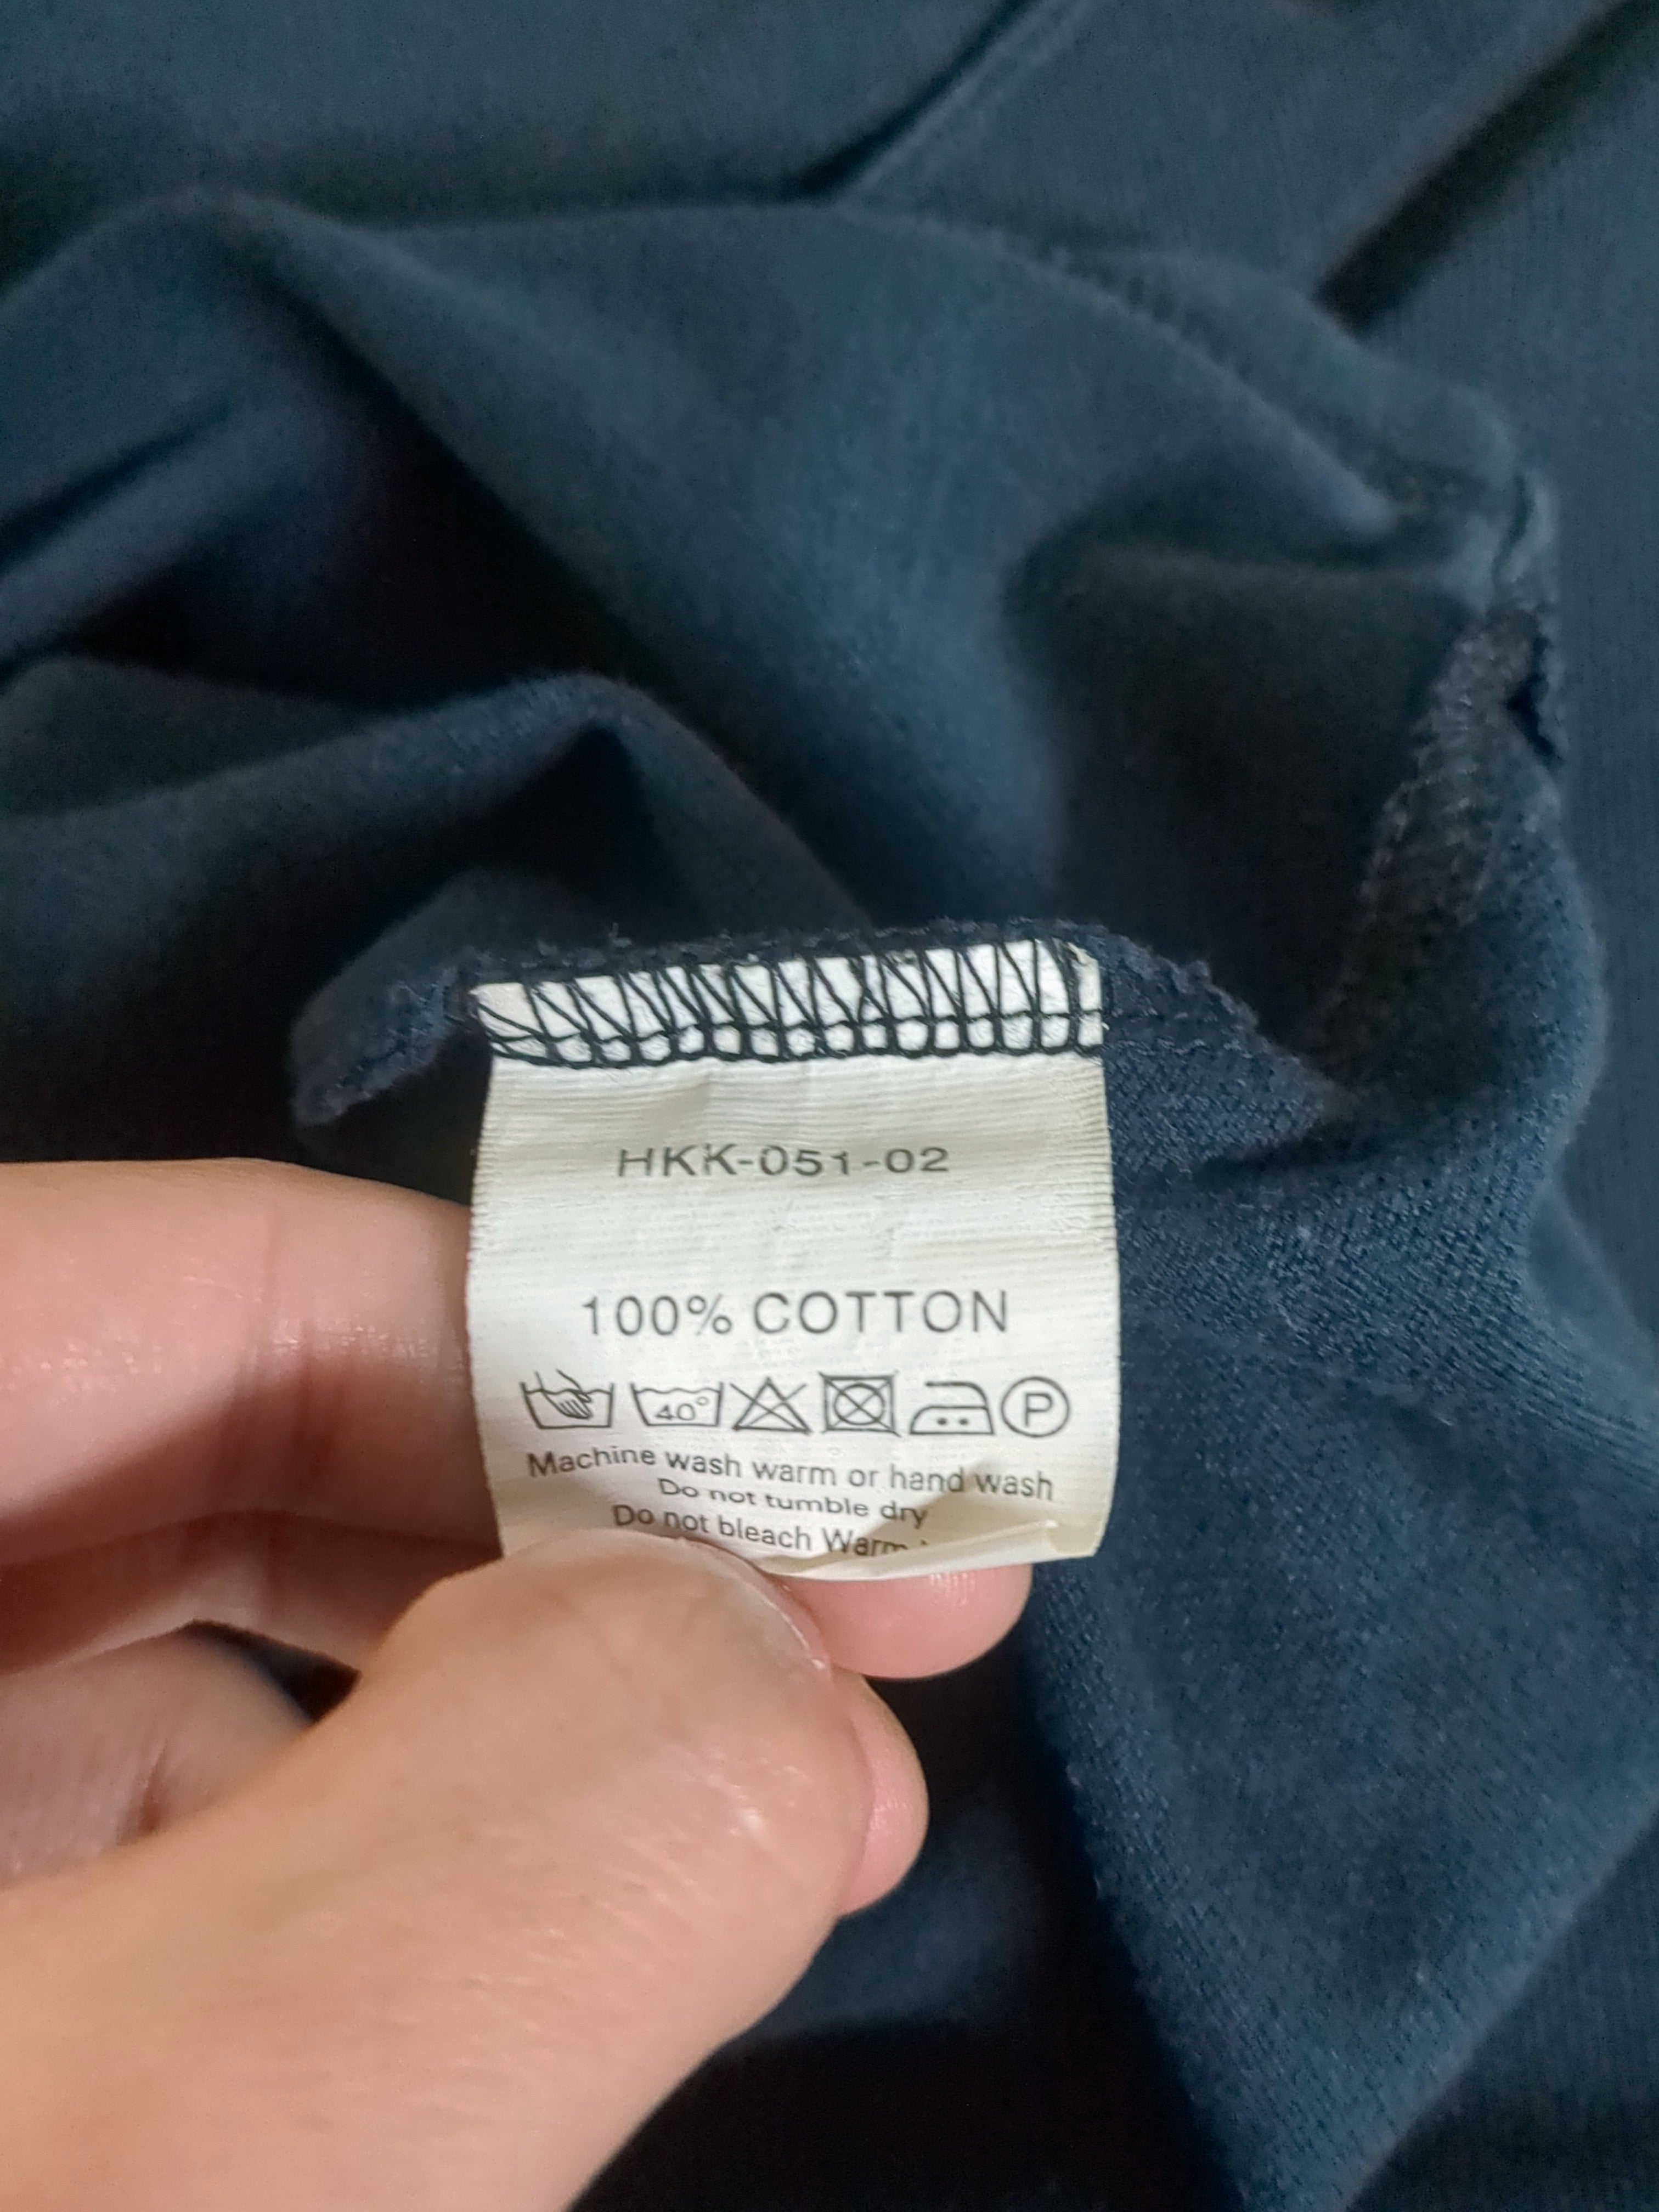 HKK-051-02
100% COTTON
40° P
Machine wash warm or hand wash
Do not tumble dry
Do not bleach Warm